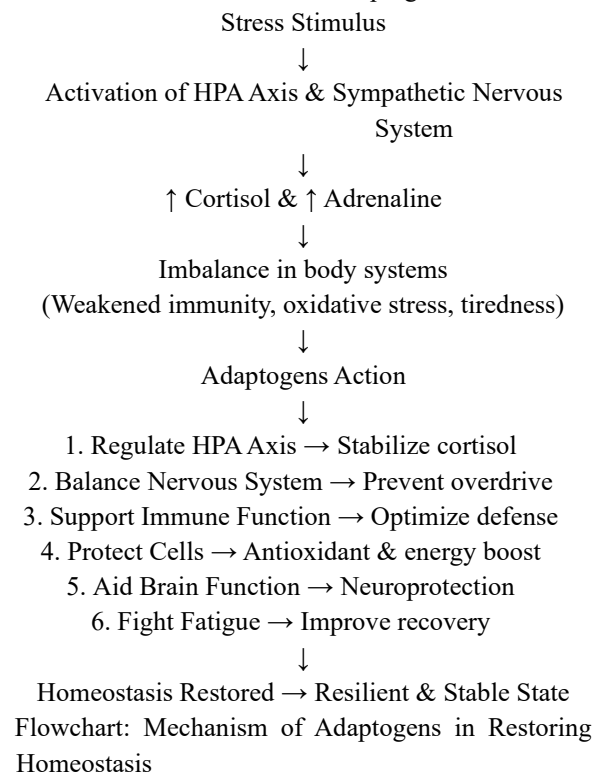 Stress Stimulus
↓
Activation of HPA Axis & Sympathetic Nervous
System
↓
↑ Cortisol & ↑ Adrenaline
↓
Imbalance in body systems
(Weakened immunity, oxidative stress, tiredness)
↓
Adaptogens Action
↓
1. Regulate HPA Axis → Stabilize cortisol
2. Balance Nervous System → Prevent overdrive
3. Support Immune Function → Optimize defense
4. Protect Cells → Antioxidant & energy boost
5. Aid Brain Function → Neuroprotection
6. Fight Fatigue → Improve recovery
↓
Homeostasis Restored → Resilient & Stable State
Flowchart: Mechanism of Adaptogens in Restoring
Homeostasis